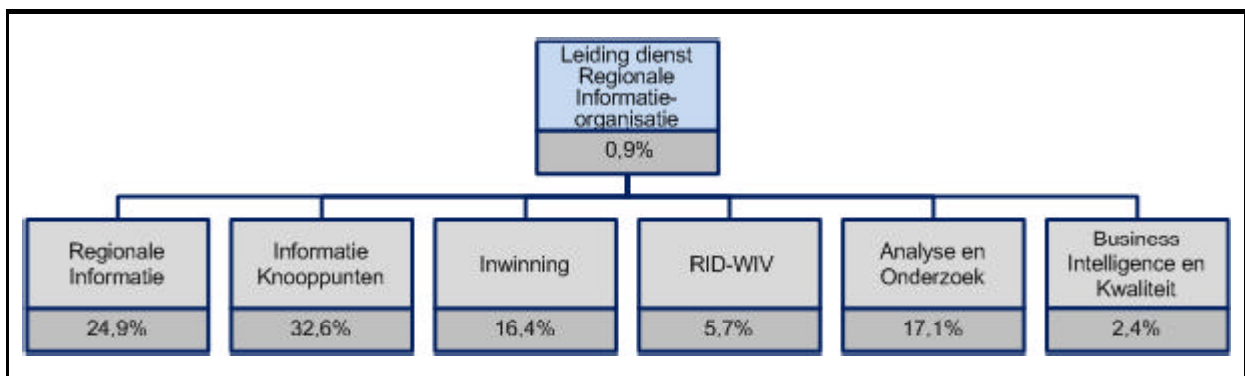 Leiding dienst
Regionale
Informatie-
organisatie
0,9%
Regionale
Informatie
24,9%
Informatie
Knooppunten
32,6%
Inwinning
16,4%
RID-WIV
5,7%
Analyse en
Onderzoek
17,1%
Business
Intelligence en
Kwaliteit
2,4%